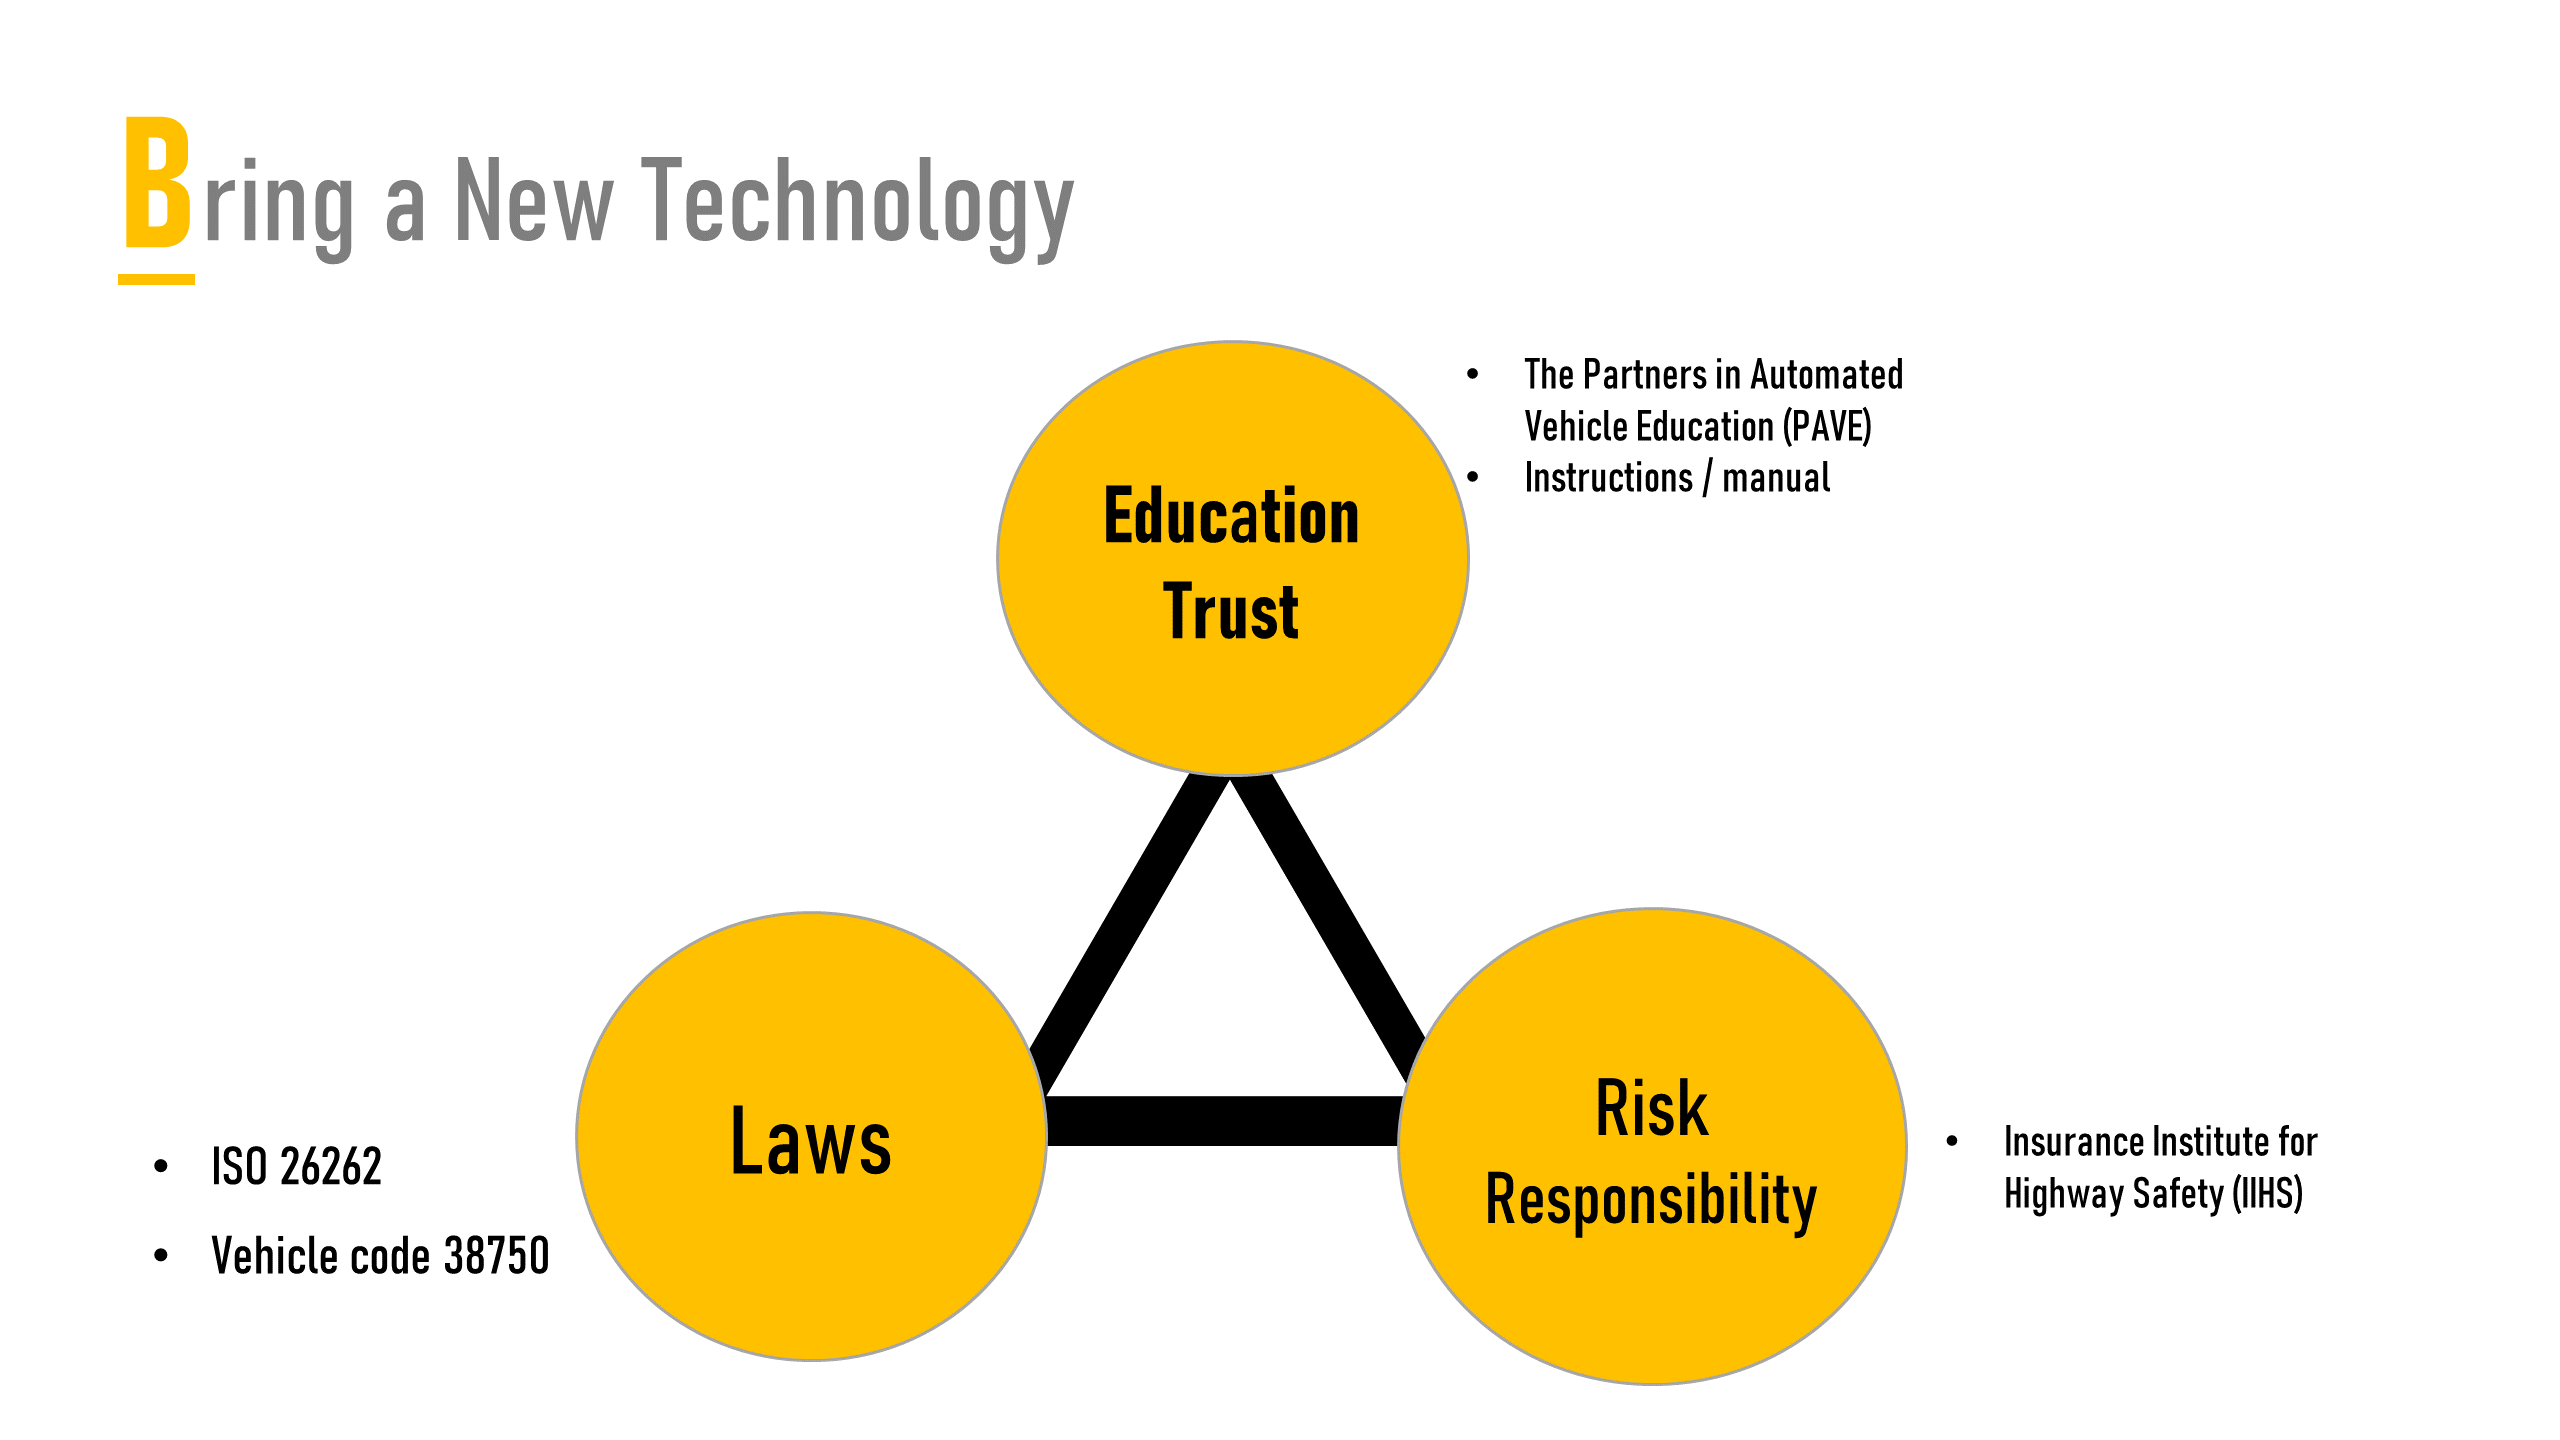 Bring a New Technology
• The Partners in Automated
Vehicle Education (PAVE)
• Instructions / manual
Education
Trust
Laws
• ISO 26262
• Vehicle code 38750
Risk
Responsibility
• Insurance Institute for
Highway Safety (IIHS)